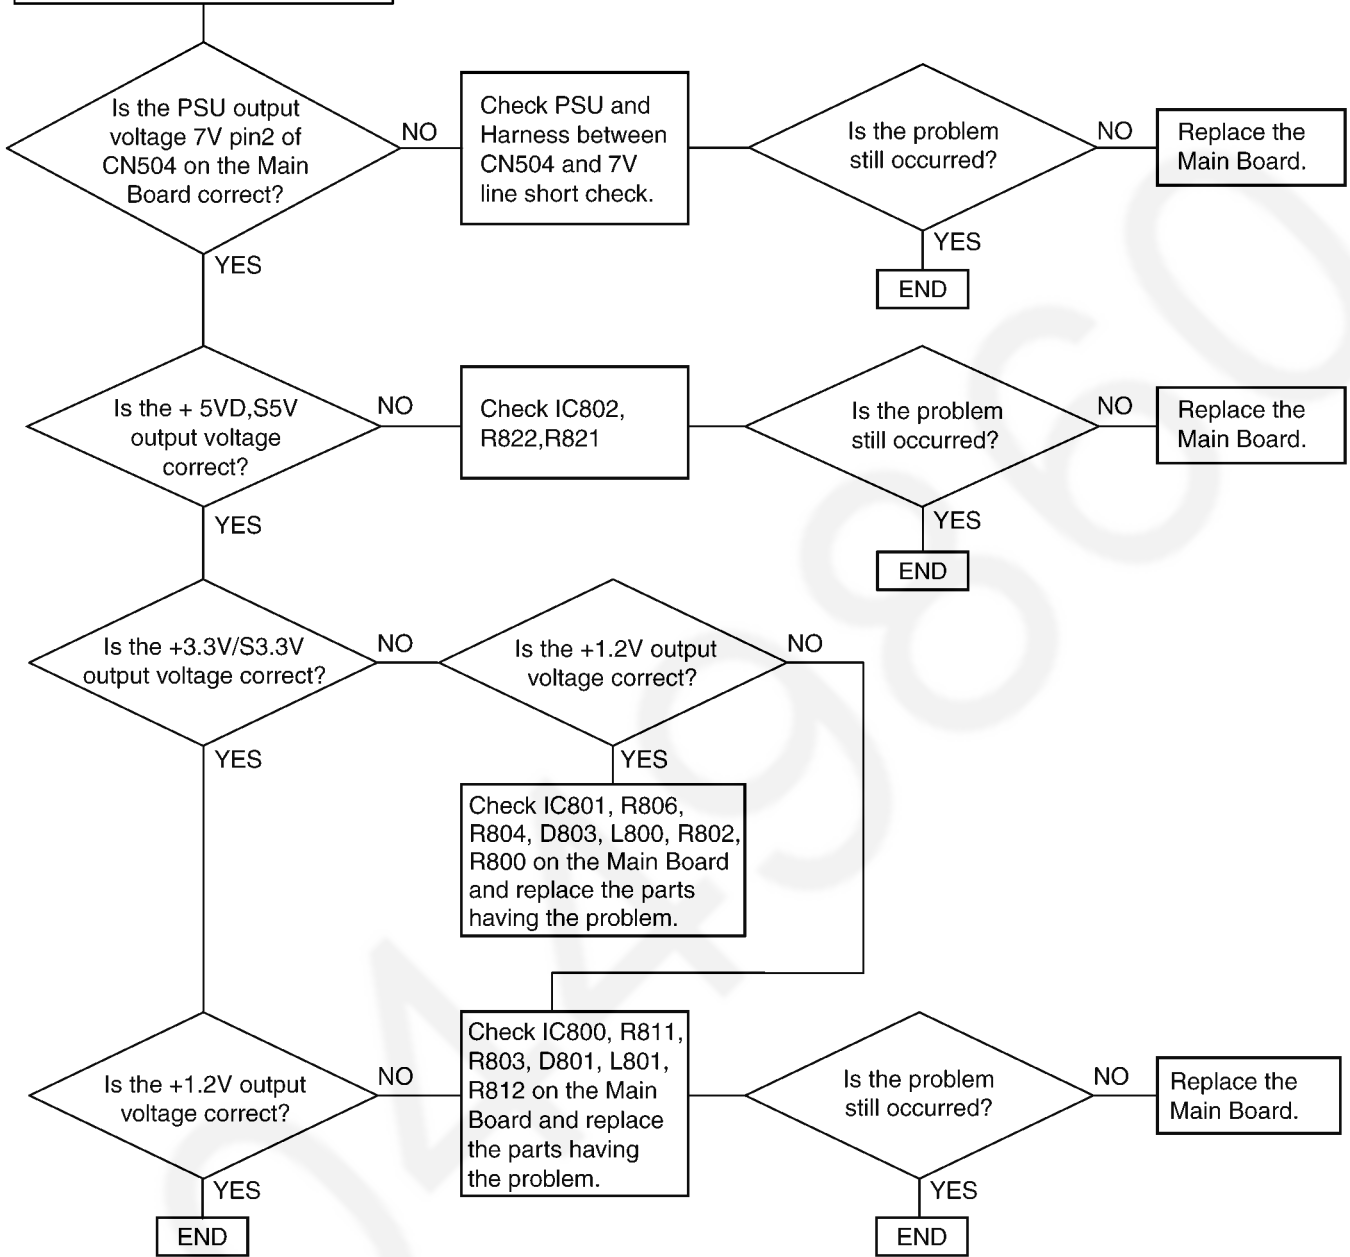 Is the PSU output
voltage 7V pin2 of
CN504 on the Main
Board correct?
NO
Check PSU and
Harness between
CN504 and 7V
line short check.
Is the problem
still occurred?
NO
Replace the
Main Board.
YES
YES
END
Is the + 5VD,S5V
output voltage
correct?
NO
Check IC802,
R822,R821
Is the problem
still occurred?
NO
Replace the
Main Board.
YES
YES
END
Is the +3.3V/S3.3V
output voltage correct?
NO
Is the +1.2V output
voltage correct?
NO
YES
YES
Check IC801, R806,
R804, D803, L800, R802,
R800 on the Main Board
and replace the parts
having the problem.
Is the +1.2V output
voltage correct?
NO
Check IC800, R811,
R803, D801, L801,
R812 on the Main
Board and replace
the parts having
the problem.
Is the problem
still occurred?
NO
Replace the
Main Board.
YES
YES
END
END
0449860